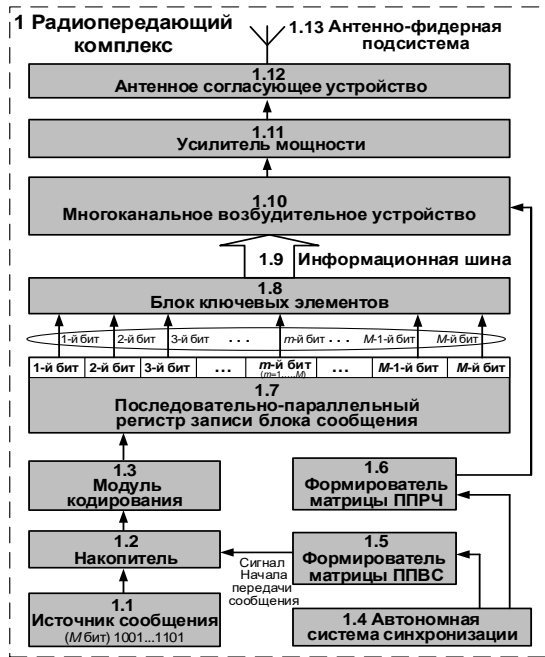 1 Радиопередающий
комплекс
1.13 Антенно-фидерная
подсистема
1.12
Антенное согласующее устройство
1.11
Усилитель мощности
1.10
Многоканальное возбудительное устройство
1.9 Информационная шина
1.8
Блок ключевых элементов
1-й бит 2-й бит 3-й бит . . . m-й бит . . . M-1-й бит M-й бит
1-й бит 2-й бит 3-й бит ... m-й бит ... M-1-й бит M-й бит
(m=1,...,M)
1.7
Последовательно-параллельный
регистр записи блока сообщения
1.3
Модуль
кодирования
1.6
Формирователь
матрицы ППРЧ
1.2
Накопитель
Сигнал
Начала
передачи
сообщения
1.5
Формирователь
матрицы ППВС
1.1
Источник сообщения
(M бит) 1001...1101
1.4 Автономная
система синхронизации